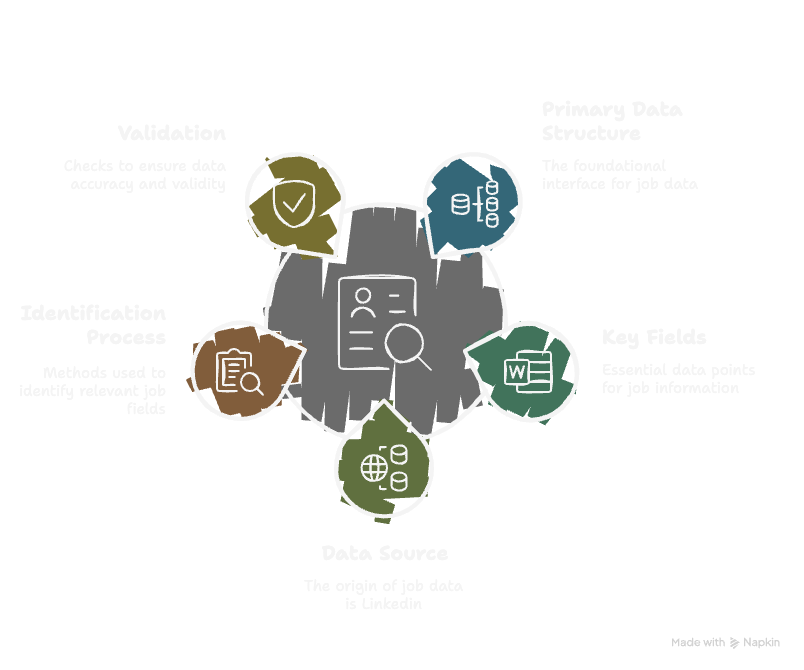 Primary Data
Structure
The foundational
interface for job data
Validation
Checks to ensure data
accuracy and validity
Identification
Process
Methods used to
identify relevant job
fields
Key Fields
Essential data points
for job information
W
Data Source
The origin of job data
is LinkedIn
Made with Napkin